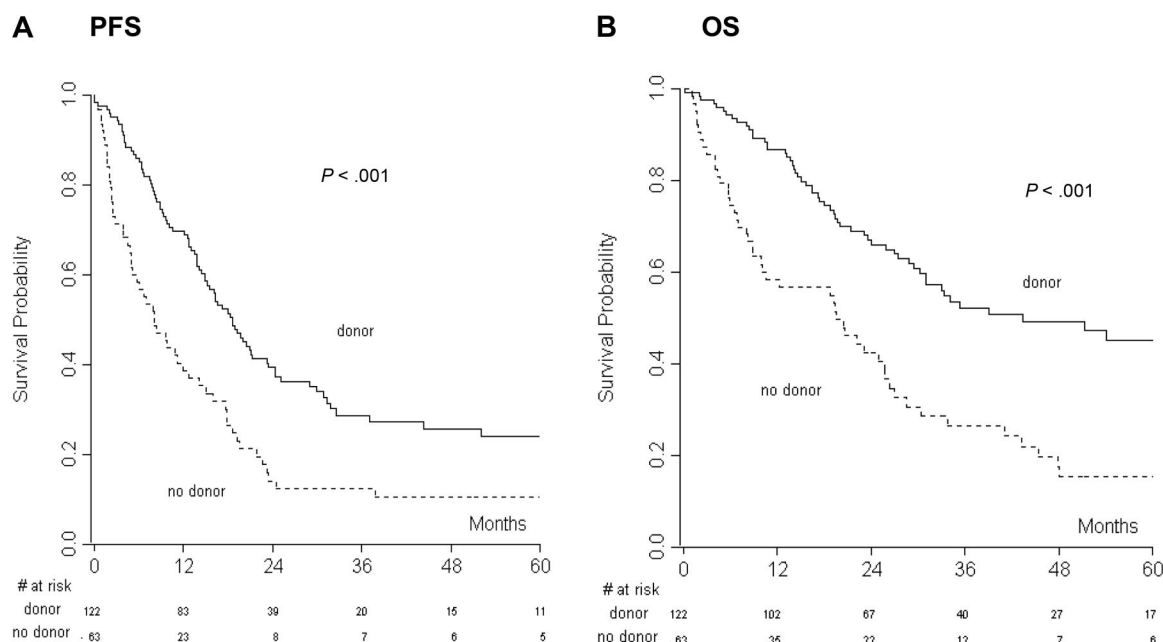 A PFS
1.0
0.8
0.6
0.4
0.2
0.0
Survival Probability
P < .001
donor
no donor
Months
0 12 24 36 48 60
# at risk
donor 122 83 39 20 15 11
no donor 63 23 8 7 6 5
B OS
1.0
0.8
0.6
0.4
0.2
0.0
Survival Probability
P < .001
donor
no donor
Months
0 12 24 36 48 60
# at risk
donor 122 102 67 40 27 17
no donor 63 35 22 12 7 6